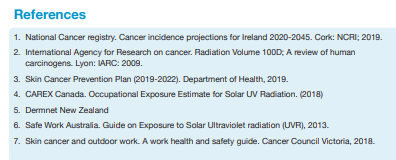 References
1. National Cancer registry. Cancer incidence projections for Ireland 2020-2045. Cork: NCRI; 2019.
2. International Agency for Research on cancer. Radiation Volume 100D; A review of human
carcinogens. Lyon: IARC: 2009.
3. Skin Cancer Prevention Plan (2019-2022). Department of Health, 2019.
4. CAREX Canada. Occupational Exposure Estimate for Solar UV Radiation. (2018)
5. Dermnet New Zealand
6. Safe Work Australia. Guide on Exposure to Solar Ultraviolet radiation (UVR), 2013.
7. Skin cancer and outdoor work. A work health and safety guide. Cancer Council Victoria, 2018.